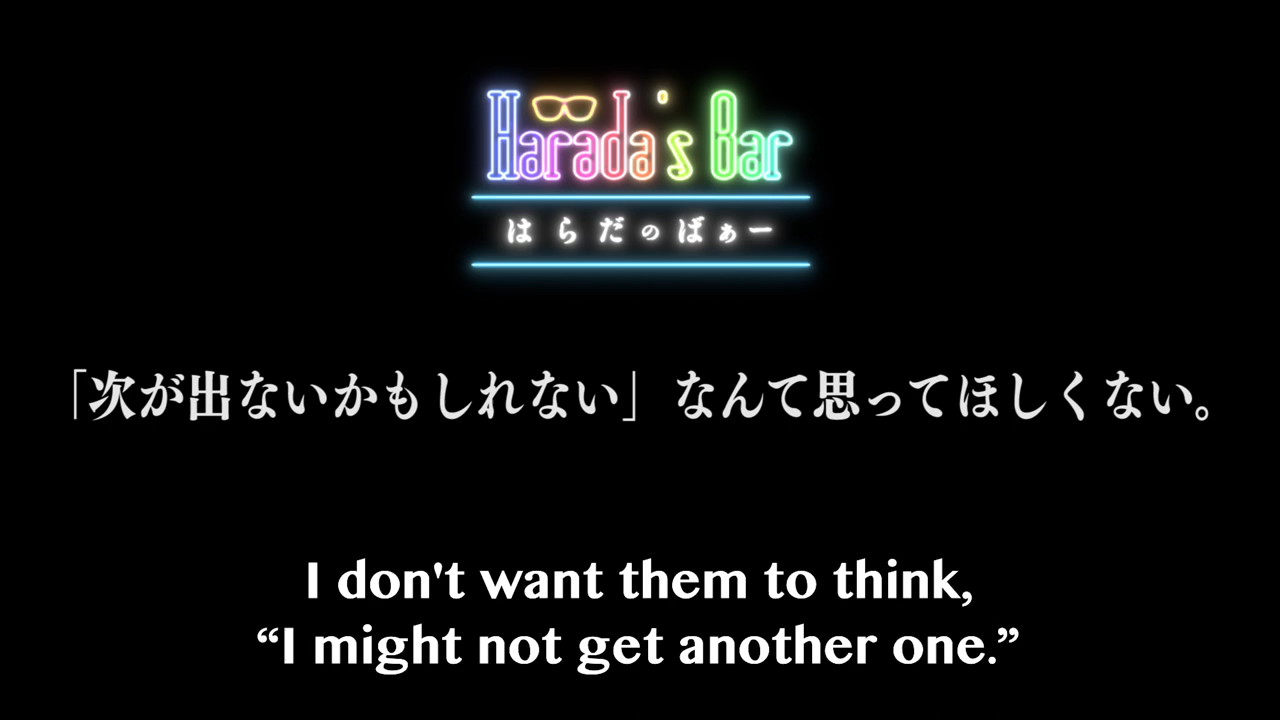 Harada's Bar
はらだのばぁー
「次が出ないかもしれない」なんて思ってほしくない。
I don't want them to think,
“I might not get another one.”